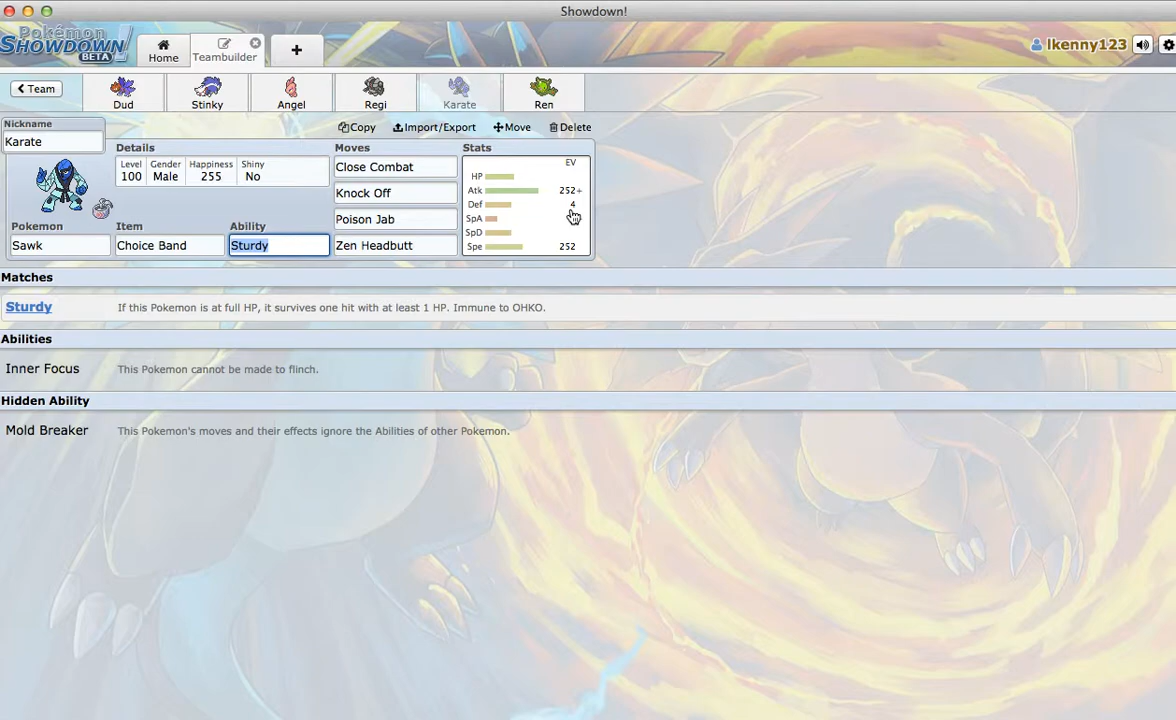 Showdown!
Pokémon
SHOWDOWN!
BETA
Home
Teambuilder
+
lkenny123
< Team
Dud
Stinky
Angel
Regi
Karate
Ren
Nickname
Karate
Copy
Import/Export
Move
Delete
Details
Level
100
Gender
Male
Happiness
255
Shiny
No
Moves
Close Combat
Knock Off
Poison Jab
Zen Headbutt
Stats
EV
HP
Atk 252+
Def 4
SpA
SpD
Spe 252
Pokemon
Sawk
Item
Choice Band
Ability
Sturdy
Matches
Sturdy If this Pokemon is at full HP, it survives one hit with at least 1 HP. Immune to OHKO.
Abilities
Inner Focus This Pokemon cannot be made to flinch.
Hidden Ability
Mold Breaker This Pokemon's moves and their effects ignore the Abilities of other Pokemon.